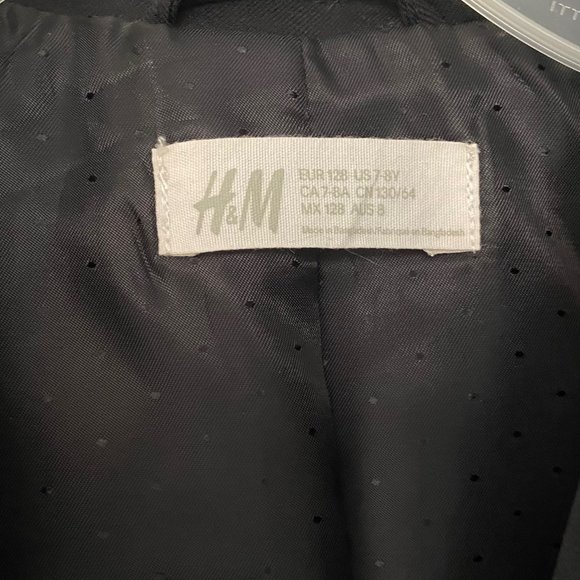 H&M
EUR 128 US 7-8Y
CA 7-8A CN 130/64
MX 128 AUS 8
Made in Bangladesh / Fabriqué en Bangladesh